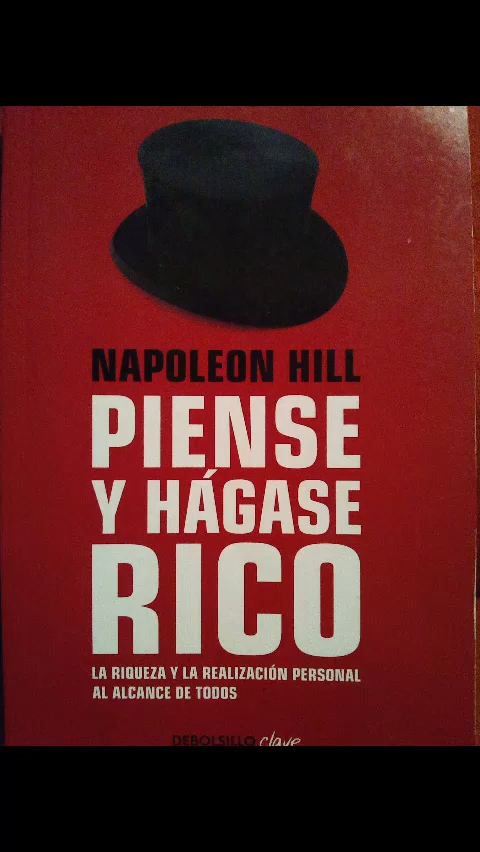 NAPOLEON HILL
PIENSE
Y HÁGASE
RICO
LA RIQUEZA Y LA REALIZACIÓN PERSONAL
AL ALCANCE DE TODOS
DEBOLSILLO clave